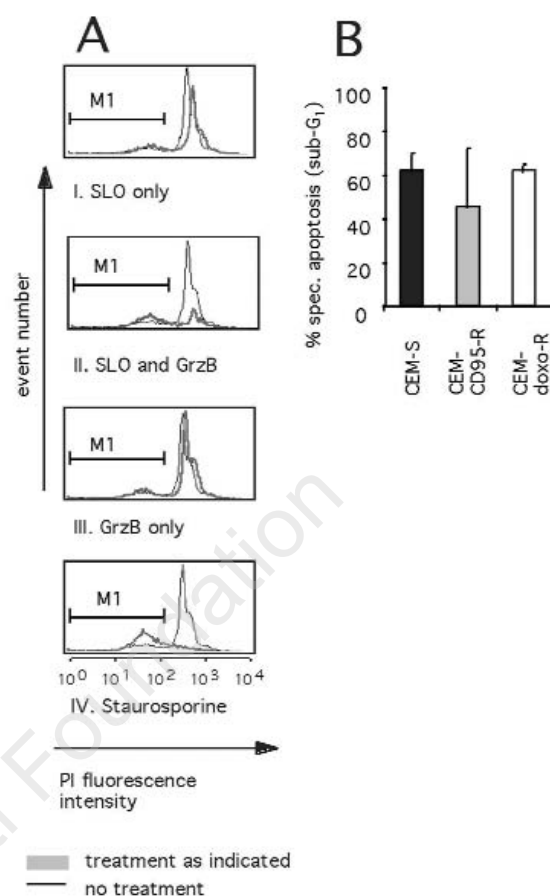 A
M1
I. SLO only
M1
II. SLO and GrzB
M1
III. GrzB only
M1
10⁰ 10¹ 10² 10³ 10⁴
IV. Staurosporine
event number
PI fluorescence
intensity
treatment as indicated
no treatment
B
% spec. apoptosis (sub-G₁)
100
80
60
40
20
0
CEM-S
CEM-
CD95-R
CEM-
doxo-R
Foundation